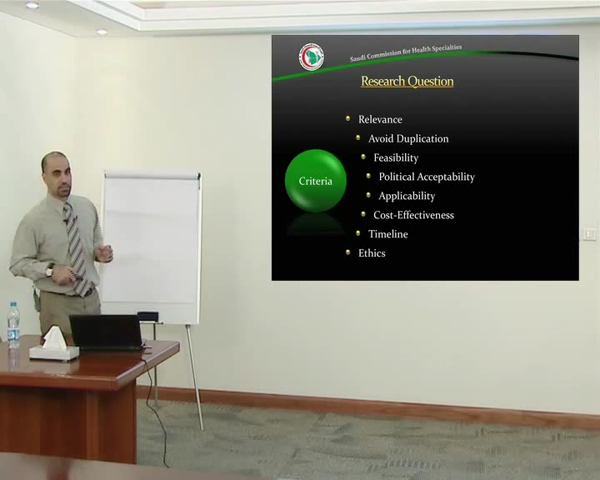 Saudi Commission for Health Specialties
Research Question
Relevance
Avoid Duplication
Feasibility
Criteria
Political Acceptability
Applicability
Cost-Effectiveness
Timeline
Ethics